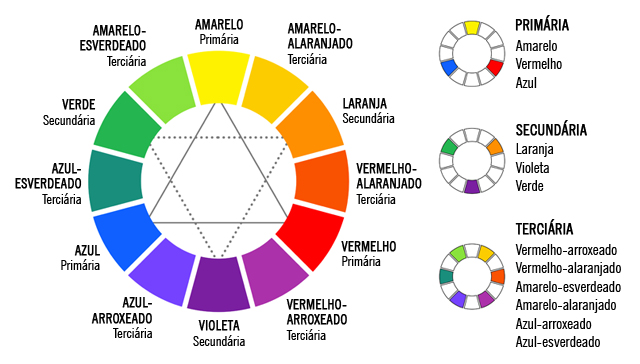 AMARELO
Primária
AMARELO-
ALARANJADO
Terciária
LARANJA
Secundária
VERMELHO-
ALARANJADO
Terciária
VERMELHO
Primária
VERMELHO-
ARROXEADO
Terciária
VIOLETA
Secundária
AZUL-
ARROXEADO
Terciária
AZUL
Primária
AZUL-
ESVERDEADO
Terciária
VERDE
Secundária
AMARELO-
ESVERDEADO
Terciária
PRIMÁRIA
Amarelo
Vermelho
Azul
SECUNDÁRIA
Laranja
Violeta
Verde
TERCIÁRIA
Vermelho-arroxeado
Vermelho-alaranjado
Amarelo-esverdeado
Amarelo-alaranjado
Azul-arroxeado
Azul-esverdeado